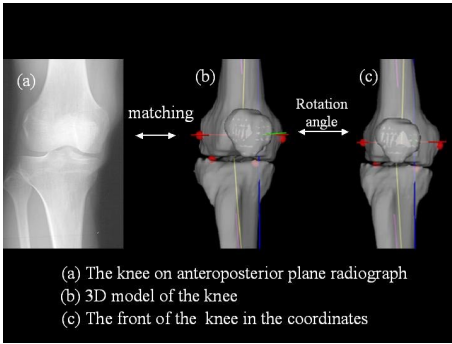 (a)
(b)
(c)
matching
Rotation
angle
(a) The knee on anteroposterior plane radiograph
(b) 3D model of the knee
(c) The front of the knee in the coordinates